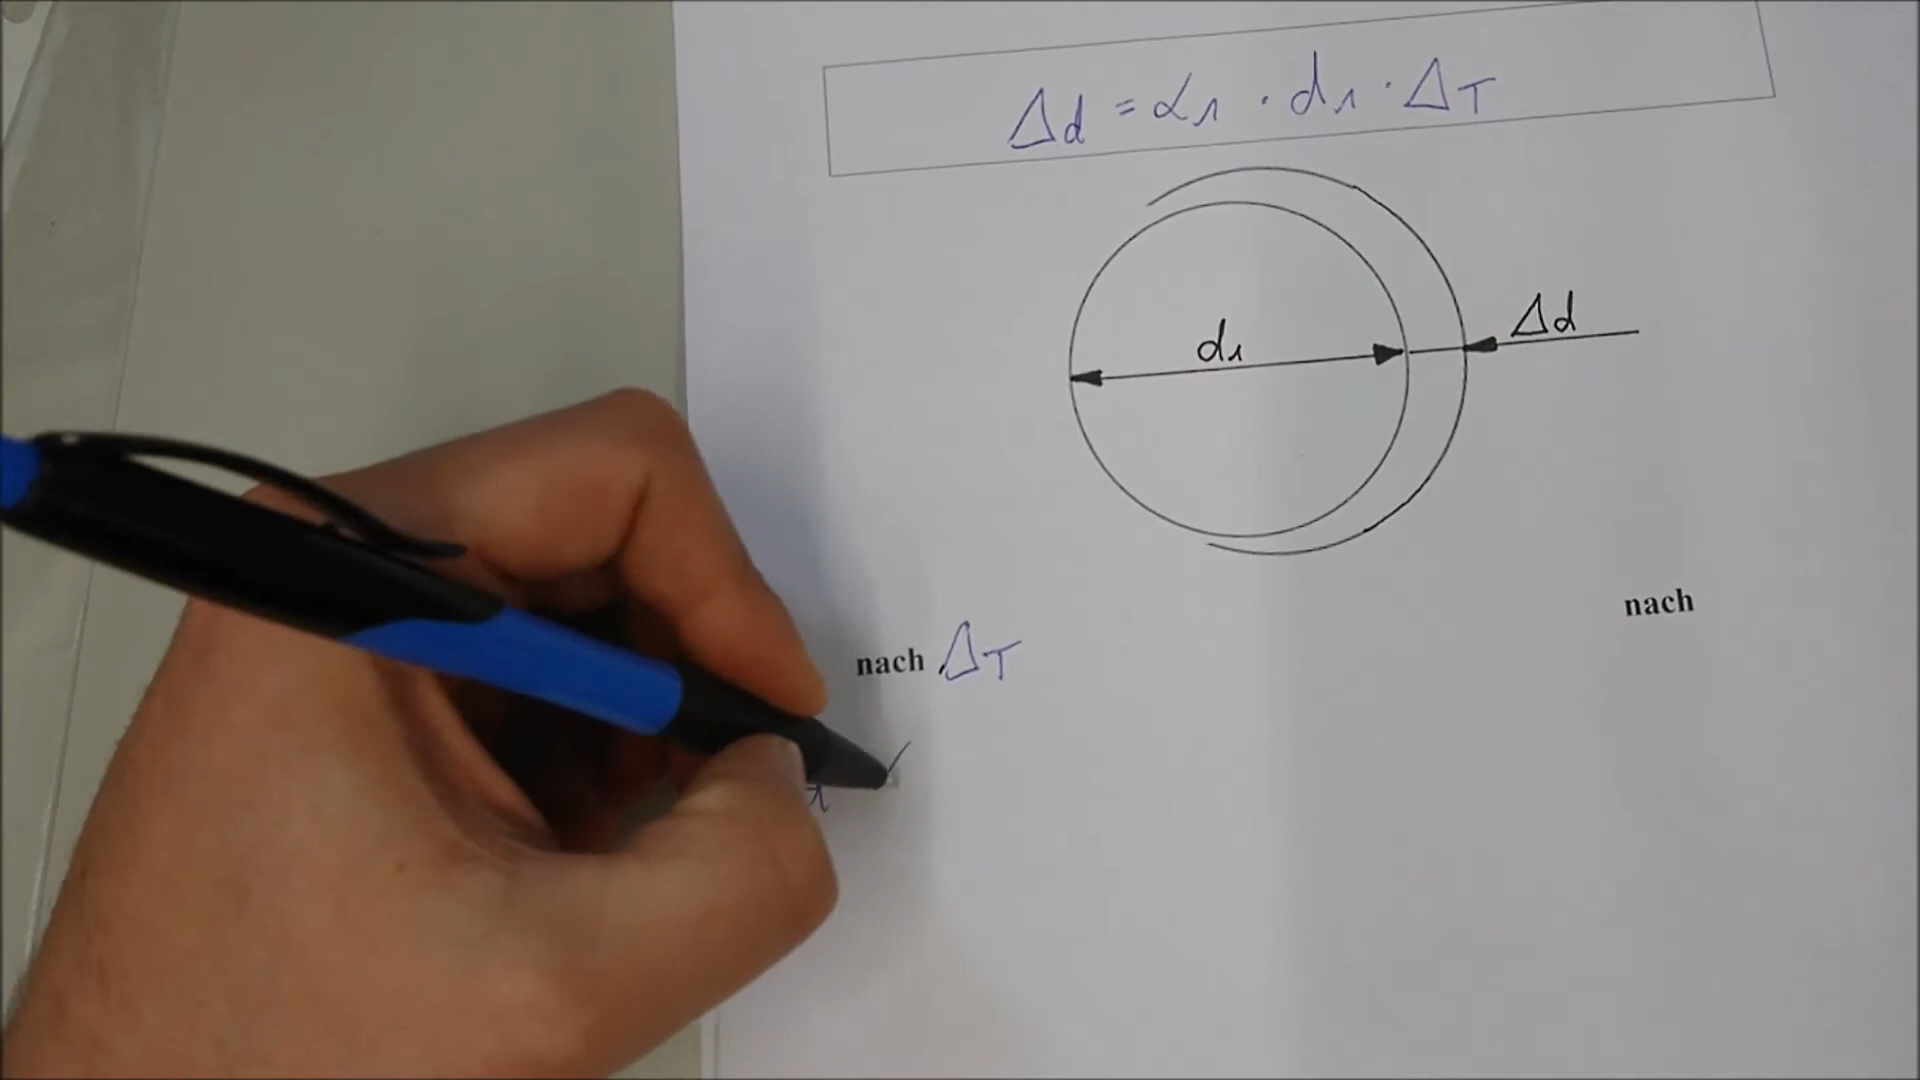 Δd = α₁ · d₁ · ΔT
d₁
Δd
nach
nach ΔT